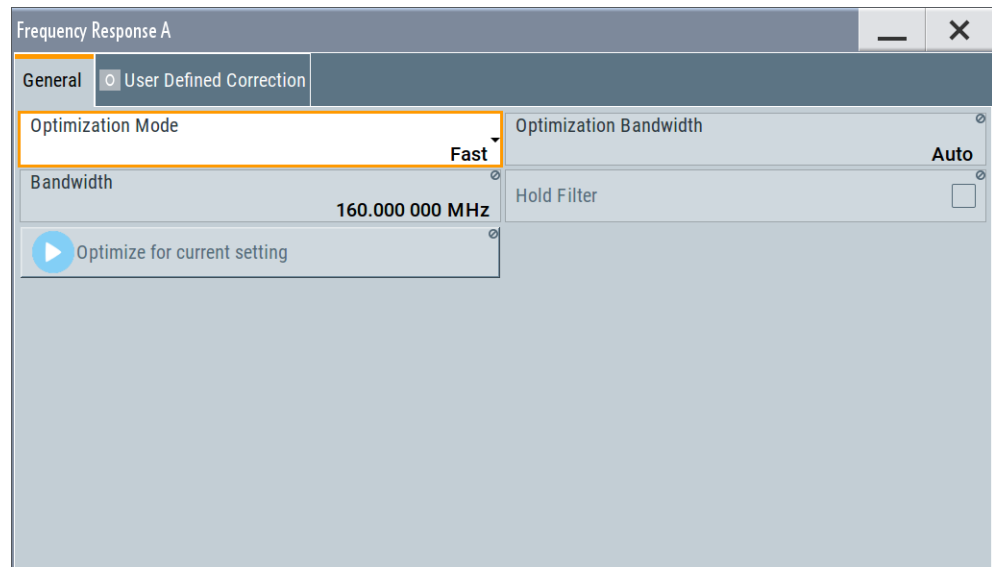 Frequency Response A
General
O User Defined Correction
Optimization Mode
Fast
Optimization Bandwidth
Auto
Bandwidth
160.000 000 MHz
Hold Filter
Optimize for current setting